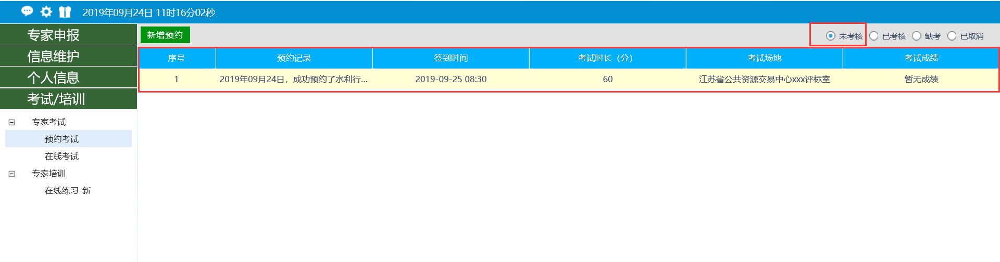 2019年09月24日 11时16分02秒
专家申报
信息维护
个人信息
考试/培训
专家考试
预约考试
在线考试
专家培训
在线练习-新
新增预约
未考核 已考核 缺考 已取消
序号 预约记录 签到时间 考试时长（分） 考试场地 考试成绩
1 2019年09月24日，成功预约了水利行... 2019-09-25 08:30 60 江苏省公共资源交易中心xxx评标室 暂无成绩